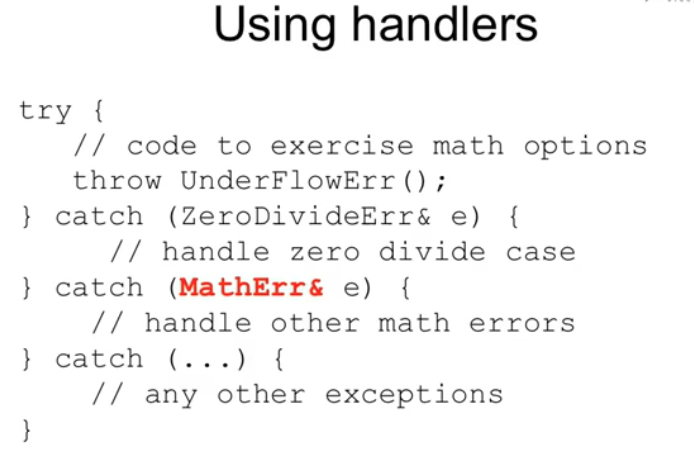 Using handlers
try {
// code to exercise math options
throw UnderFlowErr();
} catch (ZeroDivideErr& e) {
// handle zero divide case
} catch (MathErr& e) {
// handle other math errors
} catch (...) {
// any other exceptions
}